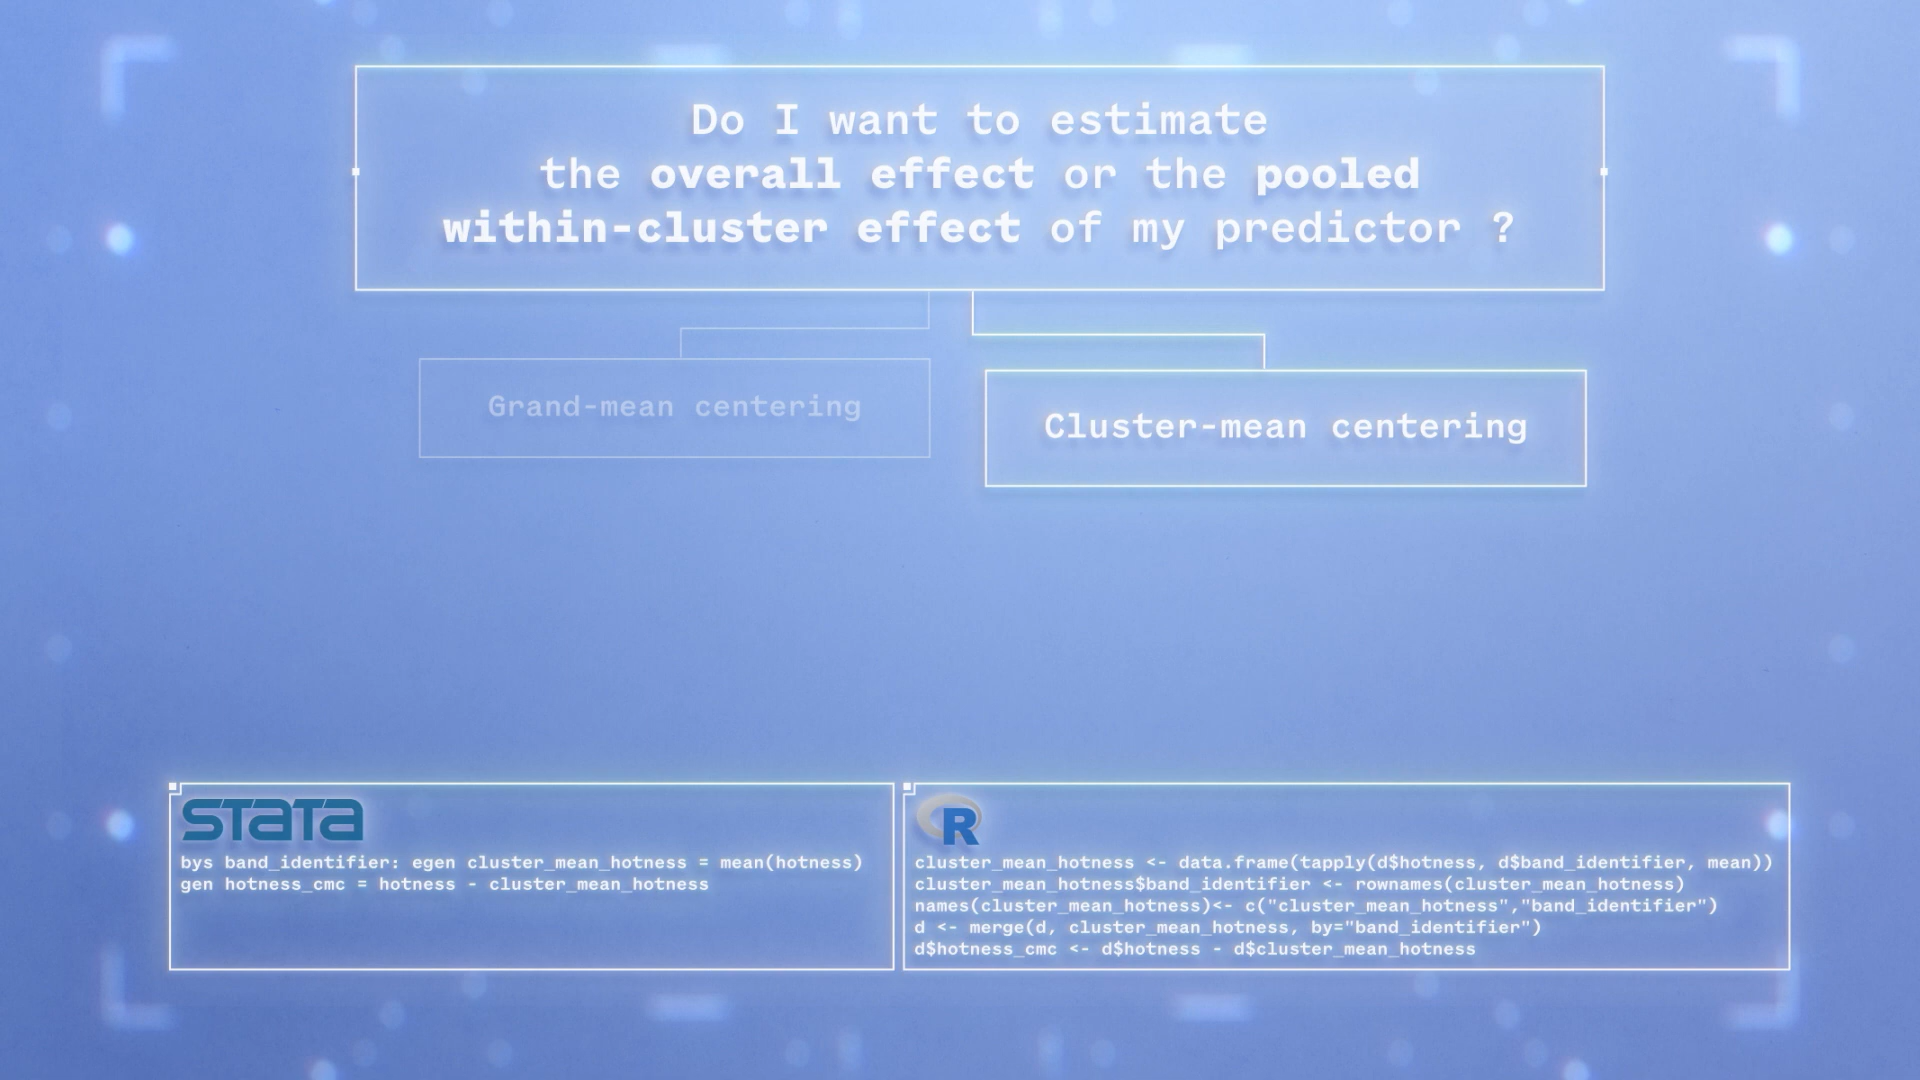 Do I want to estimate
the overall effect or the pooled
within-cluster effect of my predictor ?
Grand-mean centering
Cluster-mean centering
STATA
bys band_identifier: egen cluster_mean_hotness = mean(hotness)
gen hotness_cmc = hotness - cluster_mean_hotness
R
cluster_mean_hotness <- data.frame(tapply(d$hotness, d$band_identifier, mean))
cluster_mean_hotness$band_identifier <- rownames(cluster_mean_hotness)
names(cluster_mean_hotness)<- c("cluster_mean_hotness","band_identifier")
d <- merge(d, cluster_mean_hotness, by="band_identifier")
d$hotness_cmc <- d$hotness - d$cluster_mean_hotness